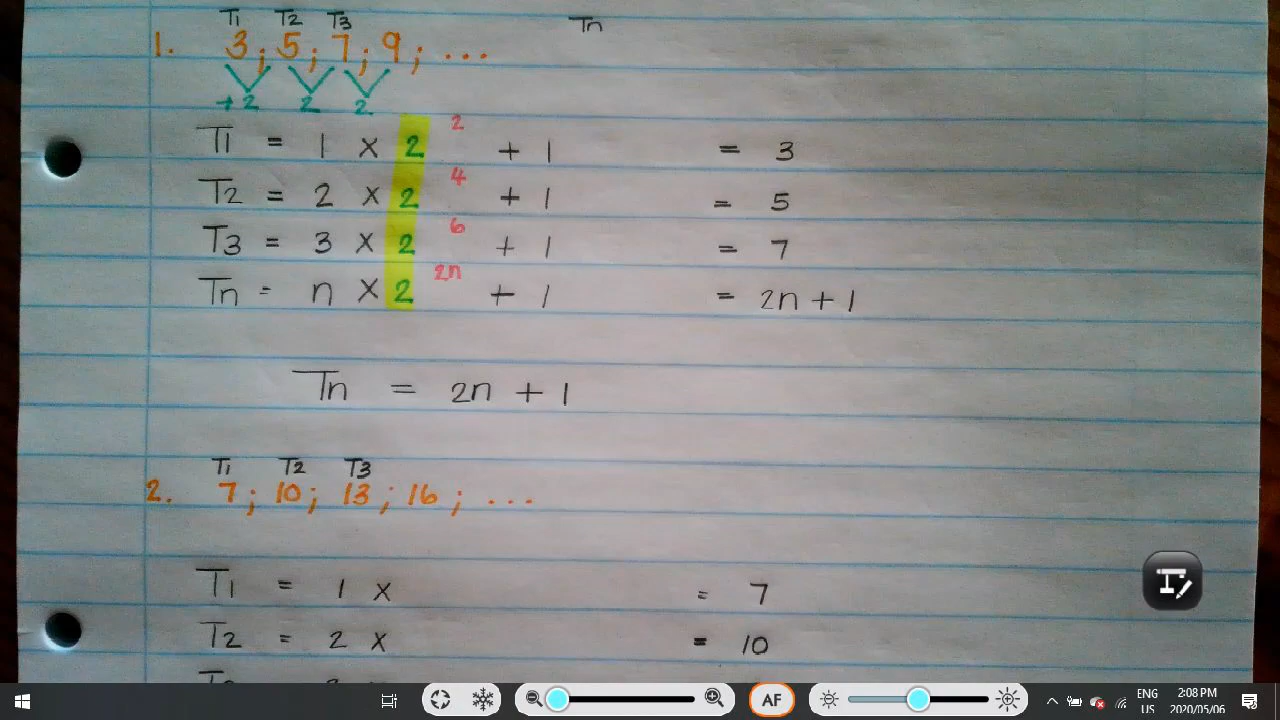 T1 T2 T3 Tn
1. 3 ; 5 ; 7 ; 9 ; ...
+2 2 2
T1 = 1 x 2 2 + 1 = 3
T2 = 2 x 2 4 + 1 = 5
T3 = 3 x 2 6 + 1 = 7
Tn = n x 2 2n + 1 = 2n + 1
Tn = 2n + 1
T1 T2 T3
2. 7 ; 10 ; 13 ; 16 ; ...
T1 = 1 x = 7
T2 = 2 x = 10
AF
ENG 2:08 PM
US 2020/05/06